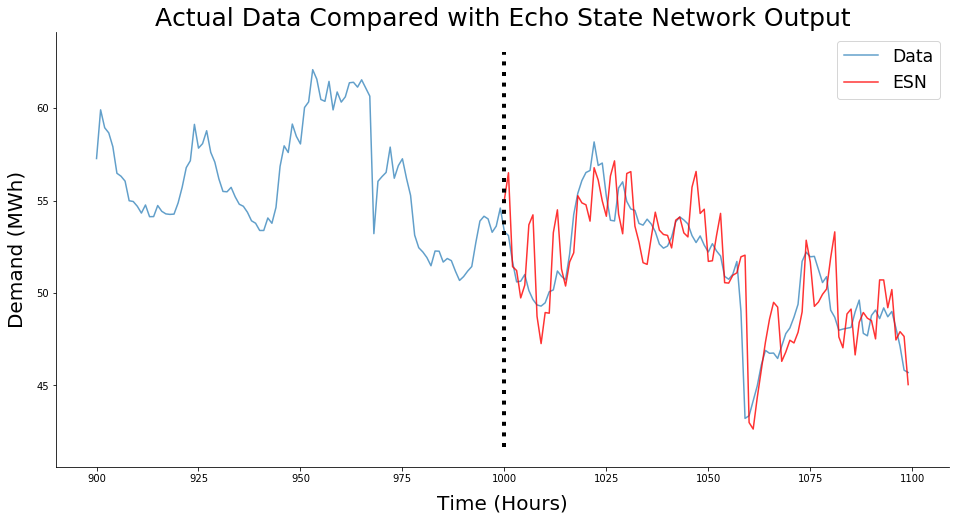 Actual Data Compared with Echo State Network Output
Data
ESN
Demand (MWh)
60
55
50
45
900
925
950
975
1000
1025
1050
1075
1100
Time (Hours)